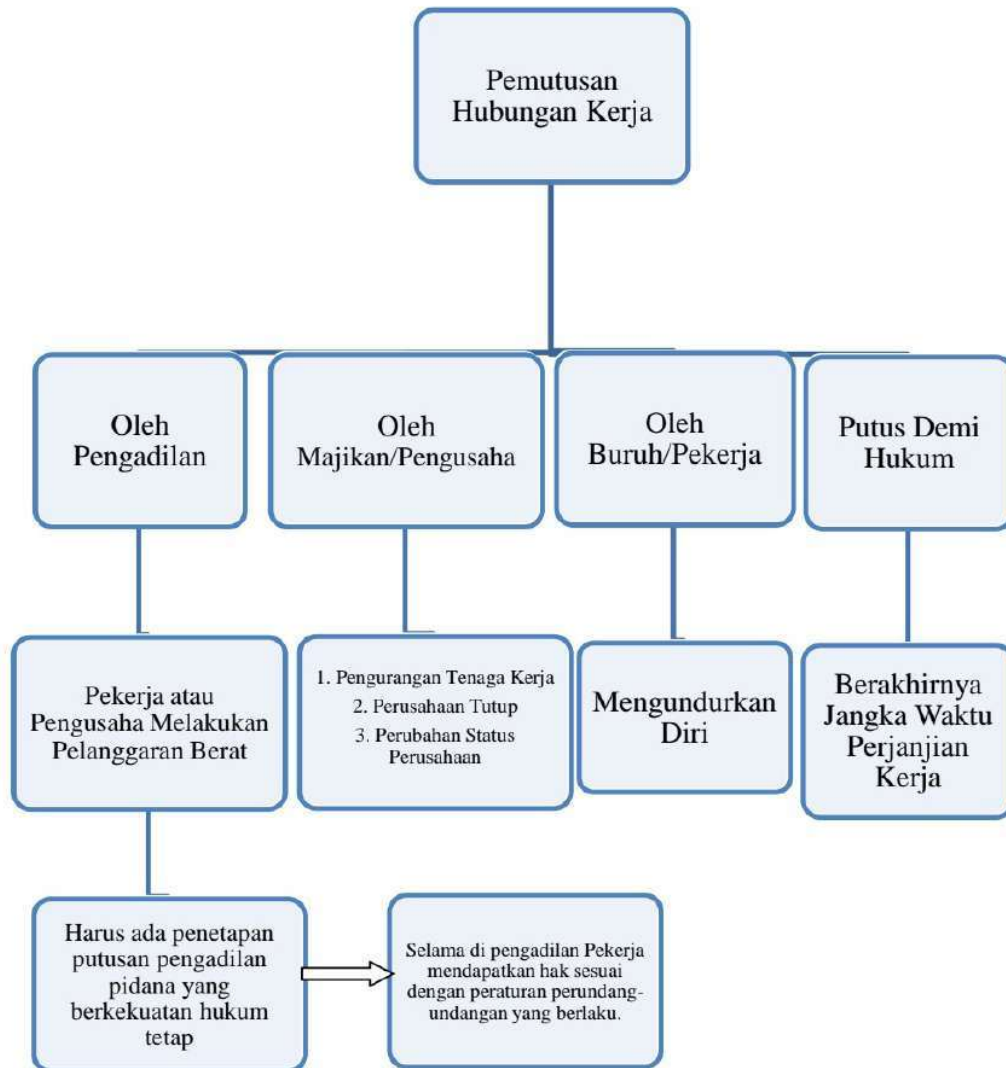 Pemutusan
Hubungan Kerja
Oleh
Pengadilan
Oleh
Majikan/Pengusaha
Oleh
Buruh/Pekerja
Putus Demi
Hukum
Pekerja atau
Pengusaha Melakukan
Pelanggaran Berat
1. Pengurangan Tenaga Kerja
2. Perusahaan Tutup
3. Perubahan Status
Perusahaan
Mengundurkan
Diri
Berakhirnya
Jangka Waktu
Perjanjian
Kerja
Harus ada penetapan
putusan pengadilan
pidana yang
berkekuatan hukum
tetap
Selama di pengadilan Pekerja
mendapatkan hak sesuai
dengan peraturan perundang-
undangan yang berlaku.